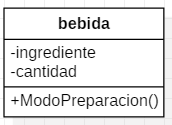 bebida
-ingrediente
-cantidad
+ModoPreparacion()